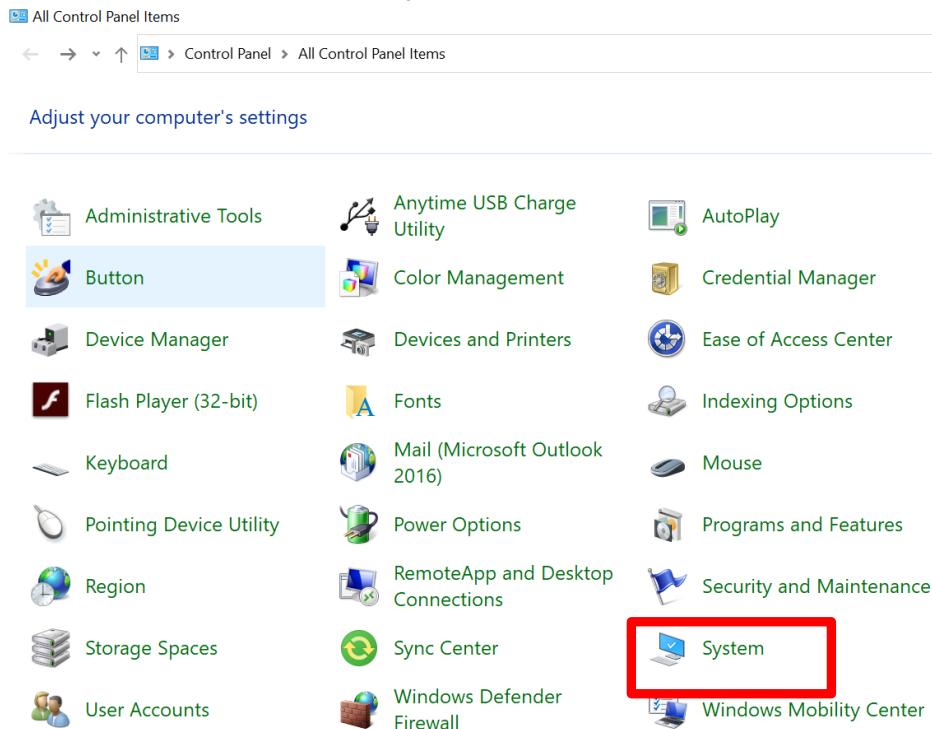 All Control Panel Items
Control Panel > All Control Panel Items
Adjust your computer's settings
Administrative Tools
Anytime USB Charge
Utility
AutoPlay
Button
Color Management
Credential Manager
Device Manager
Devices and Printers
Ease of Access Center
Flash Player (32-bit)
Fonts
Indexing Options
Keyboard
Mail (Microsoft Outlook
2016)
Mouse
Pointing Device Utility
Power Options
Programs and Features
Region
RemoteApp and Desktop
Connections
Security and Maintenance
Storage Spaces
Sync Center
System
User Accounts
Windows Defender
Firewall
Windows Mobility Center